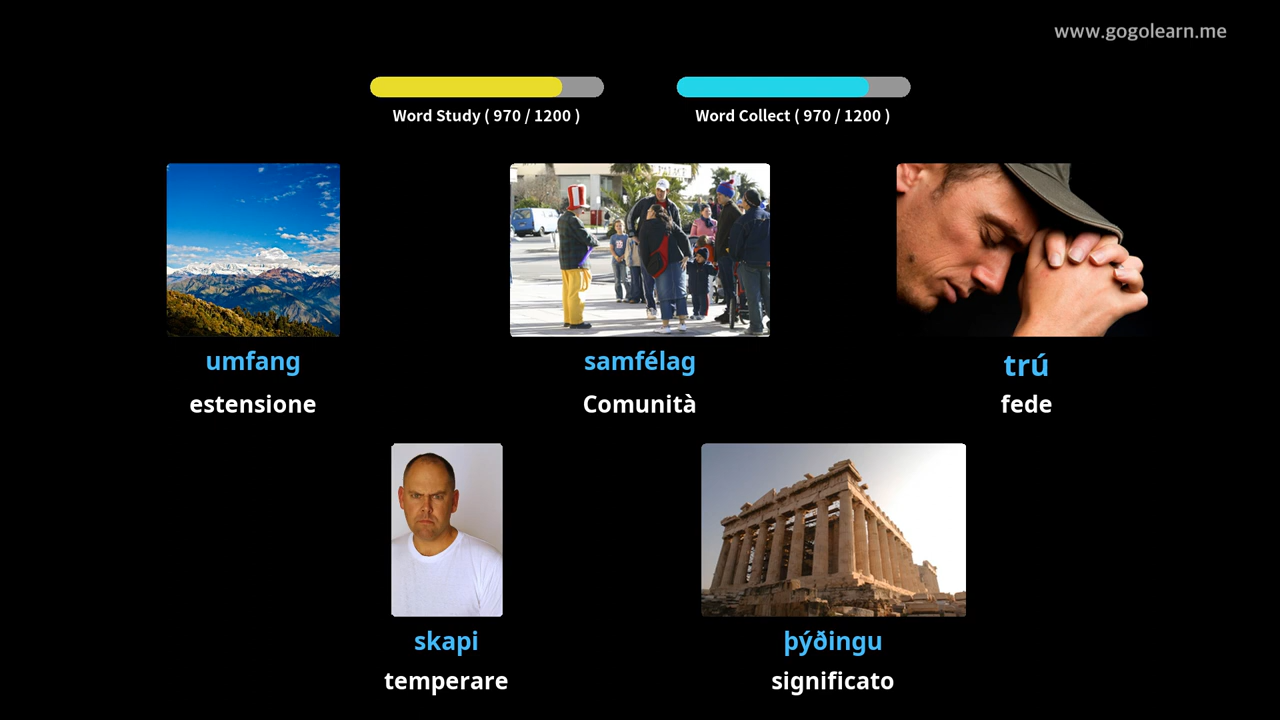 www.gogolearn.me
Word Study ( 970 / 1200 )
Word Collect ( 970 / 1200 )
umfang
estensione
samfélag
Comunità
trú
fede
skapi
temperare
þýðingu
significato